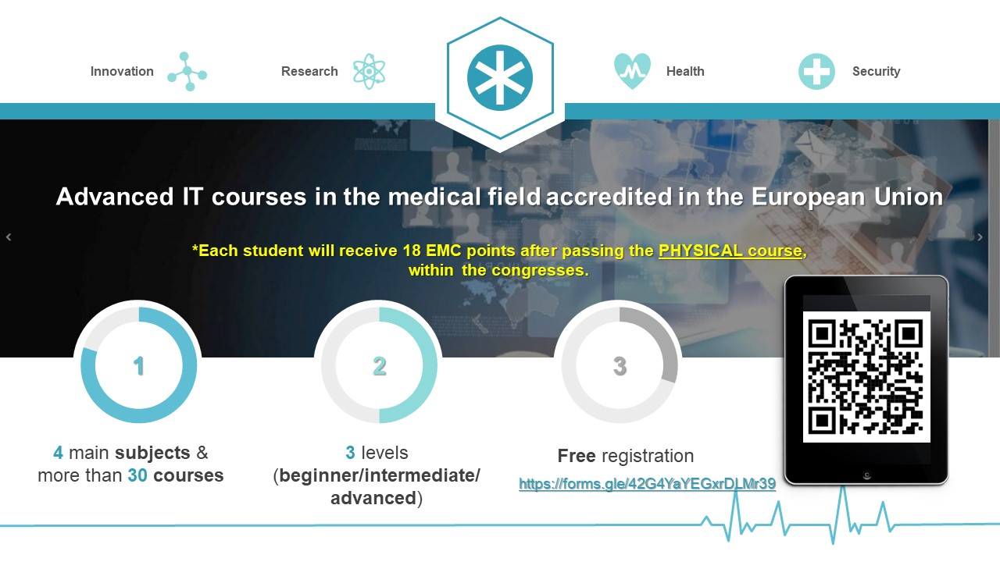 Innovation
Research
Health
Security
Advanced IT courses in the medical field accredited in the European Union
*Each student will receive 18 EMC points after passing the PHYSICAL course,
within the congresses.
1
2
3
4 main subjects &
more than 30 courses
3 levels
(beginner/intermediate/
advanced)
Free registration
https://forms.gle/42G4YaYEGxrDLMr39